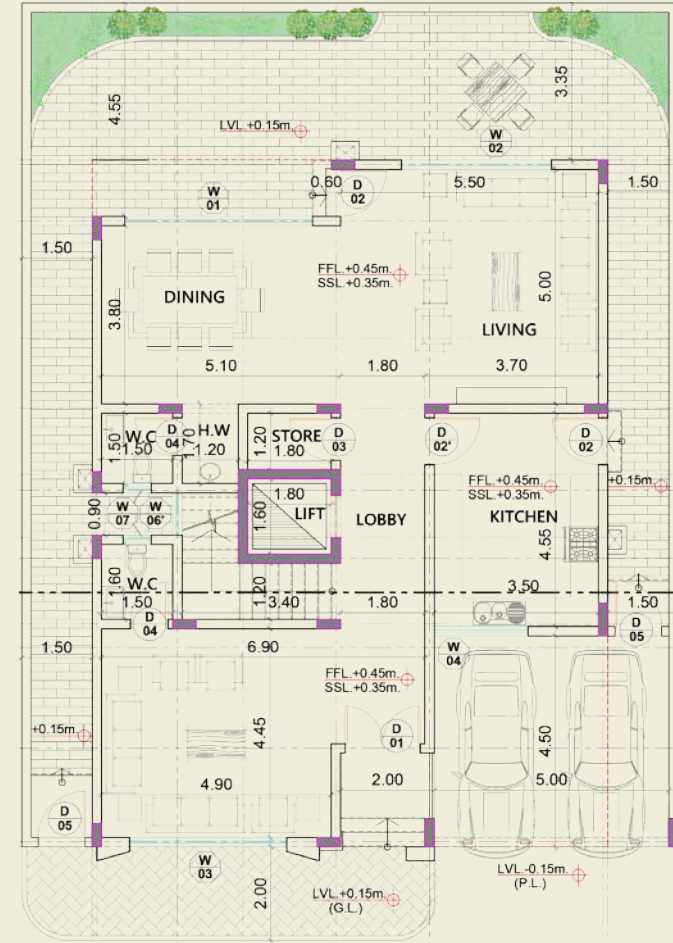 4.55
3.35
LVL +0.15m.
W
02
W
01
0.60
D
02
5.50
1.50
1.50
FFL.+0.45m.
SSL.+0.35m.
DINING
3.80
5.00
LIVING
5.10
1.80
3.70
W.C
D
04
H.W
1.50
1.50
1.70
1.20
1.20
STORE
1.80
D
03
D
02'
D
02
1.80
LIFT
1.60
LOBBY
FFL.+0.45m.
SSL.+0.35m.
+0.15m.
KITCHEN
0.90
W
07
W
06'
4.55
W.C
1.60
1.50
1.20
3.40
1.80
3.50
1.50
D
04
D
05
1.50
6.90
W
04
FFL.+0.45m.
SSL.+0.35m.
+0.15m.
4.45
D
01
4.50
4.90
2.00
5.00
D
05
W
03
2.00
LVL.+0.15m.
(G.L.)
LVL.-0.15m.
(P.L.)